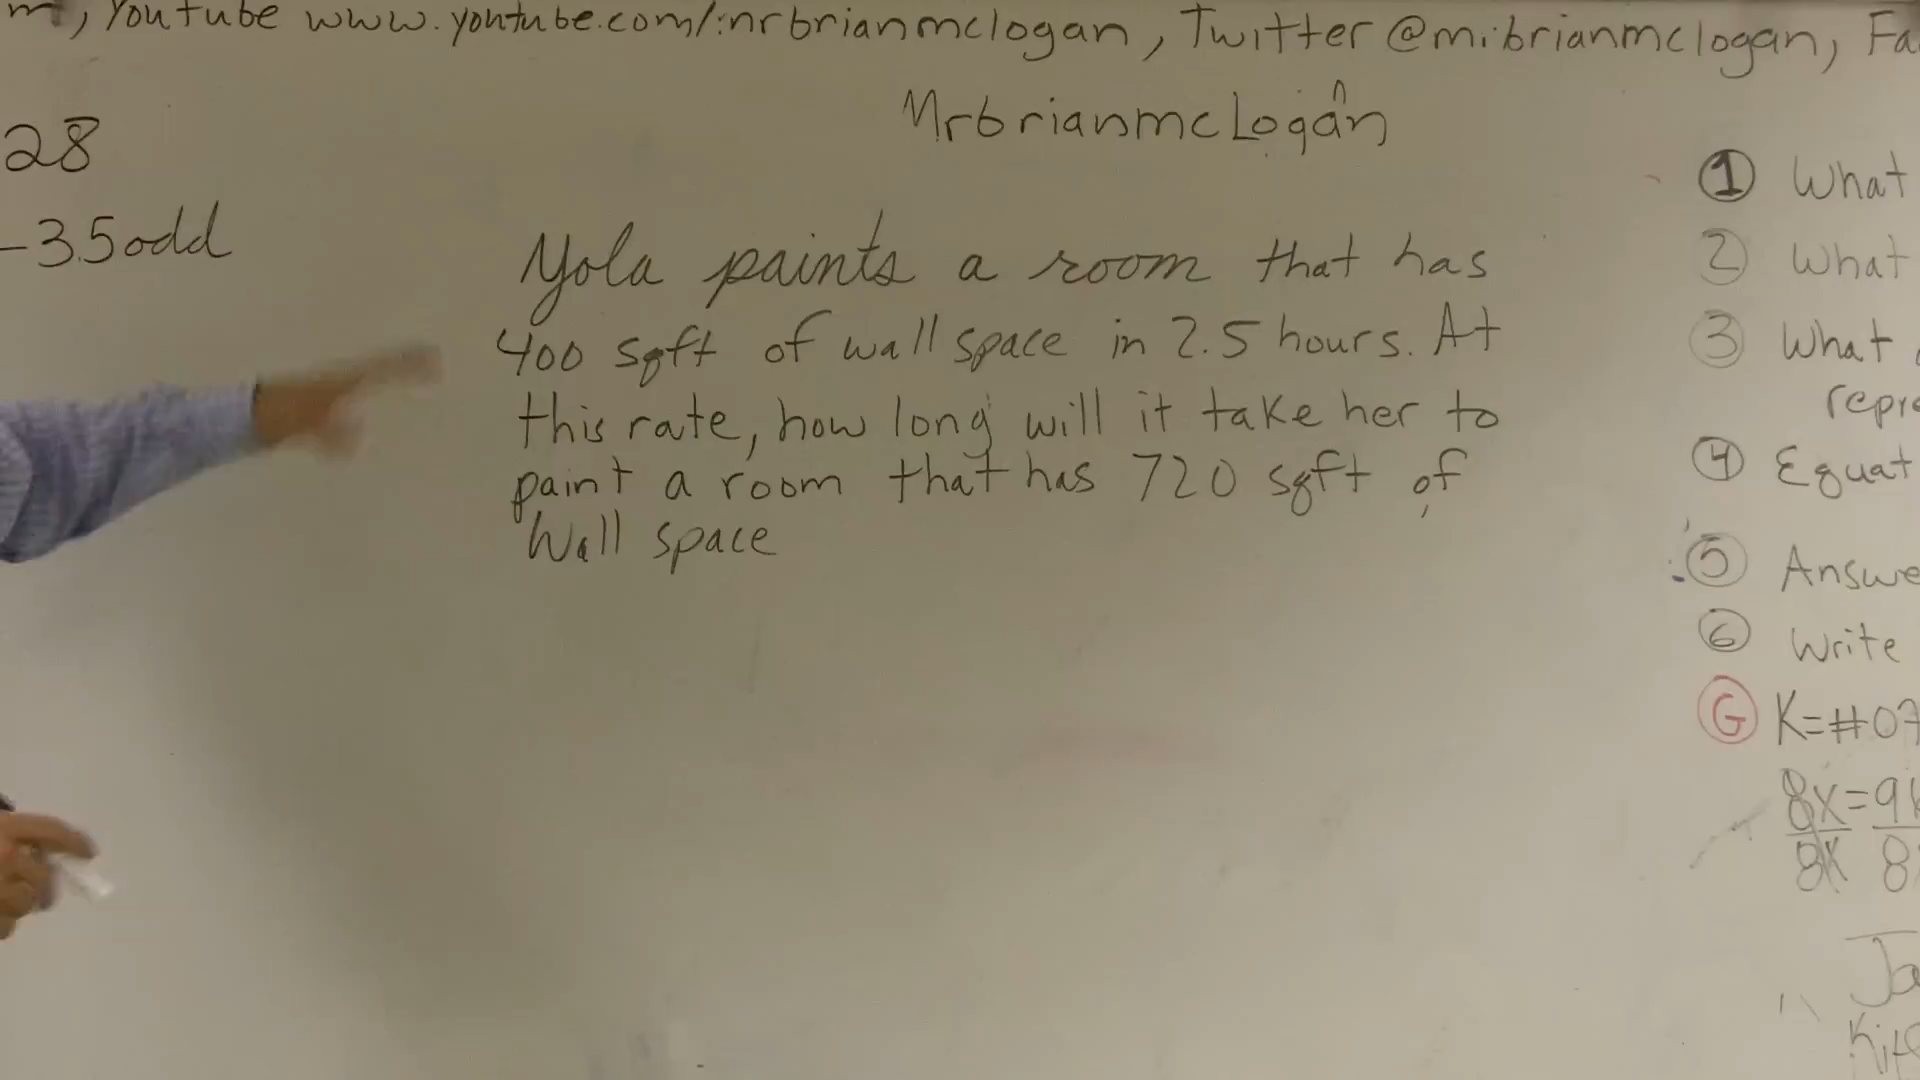 , YouTube www.youtube.com/mrbrianmclogan, Twitter @mrbrianmclogan, Fa
MrbrianmcLogan
28
-35odd
Yola paints a room that has
400 sqft of wall space in 2.5 hours. At
this rate, how long will it take her to
paint a room that has 720 sqft of
Wall space
① What
② What
③ What
repre
④ Equat
⑤ Answe
⑥ Write
G K=#07
8x=9
8x 8
Ja